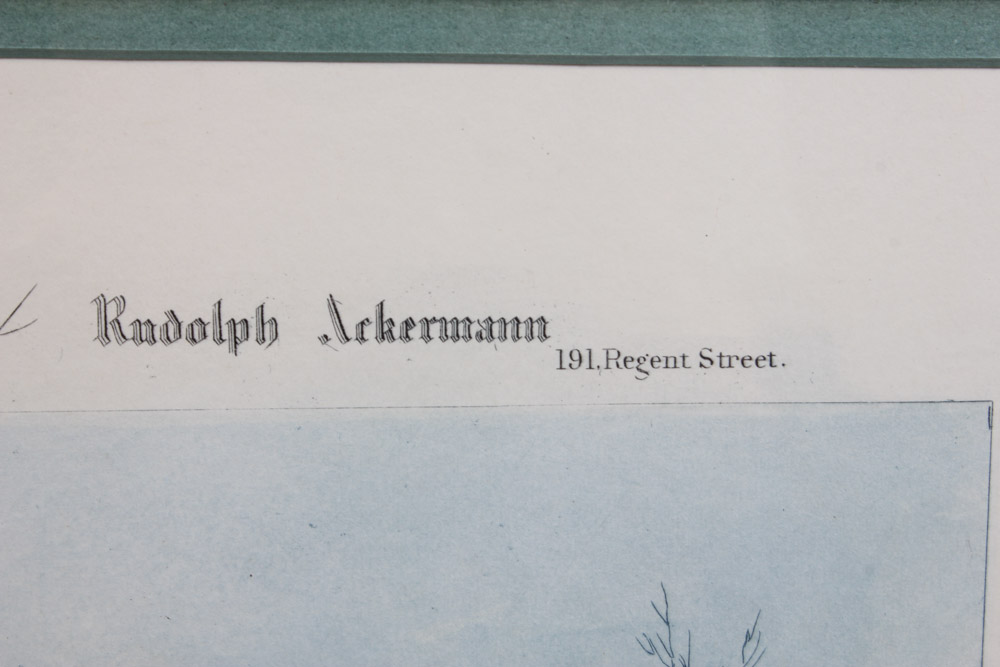 Rudolph Ackermann
191, Regent Street.